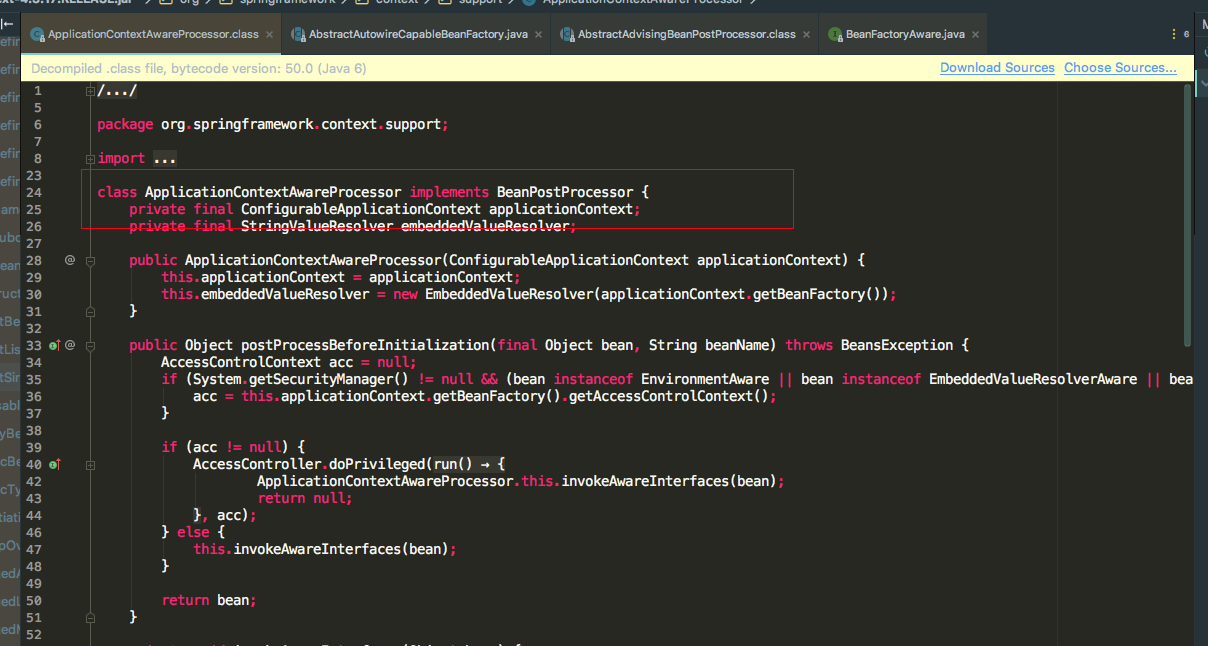 ext-4.3.17.RELEASE.jar org springframework context support ApplicationContextAwareProcessor
ApplicationContextAwareProcessor.class × AbstractAutowireCapableBeanFactory.java × AbstractAdvisingBeanPostProcessor.class × BeanFactoryAware.java × 6
Decompiled .class file, bytecode version: 50.0 (Java 6) Download Sources Choose Sources...
1 /.../
5
6 package org.springframework.context.support;
7
8 import ...
23
24 class ApplicationContextAwareProcessor implements BeanPostProcessor {
25 private final ConfigurableApplicationContext applicationContext;
26 private final StringValueResolver embeddedValueResolver;
27
28 @ public ApplicationContextAwareProcessor(ConfigurableApplicationContext applicationContext) {
29 this.applicationContext = applicationContext;
30 this.embeddedValueResolver = new EmbeddedValueResolver(applicationContext.getBeanFactory());
31 }
32
33 @ public Object postProcessBeforeInitialization(final Object bean, String beanName) throws BeansException {
34 AccessControlContext acc = null;
35 if (System.getSecurityManager() != null && (bean instanceof EnvironmentAware || bean instanceof EmbeddedValueResolverAware || bea
36 acc = this.applicationContext.getBeanFactory().getAccessControlContext();
37 }
38
39 if (acc != null) {
40 AccessController.doPrivileged(run() → {
42 ApplicationContextAwareProcessor.this.invokeAwareInterfaces(bean);
43 return null;
44 }, acc);
46 } else {
47 this.invokeAwareInterfaces(bean);
48 }
49
50 return bean;
51 }
52